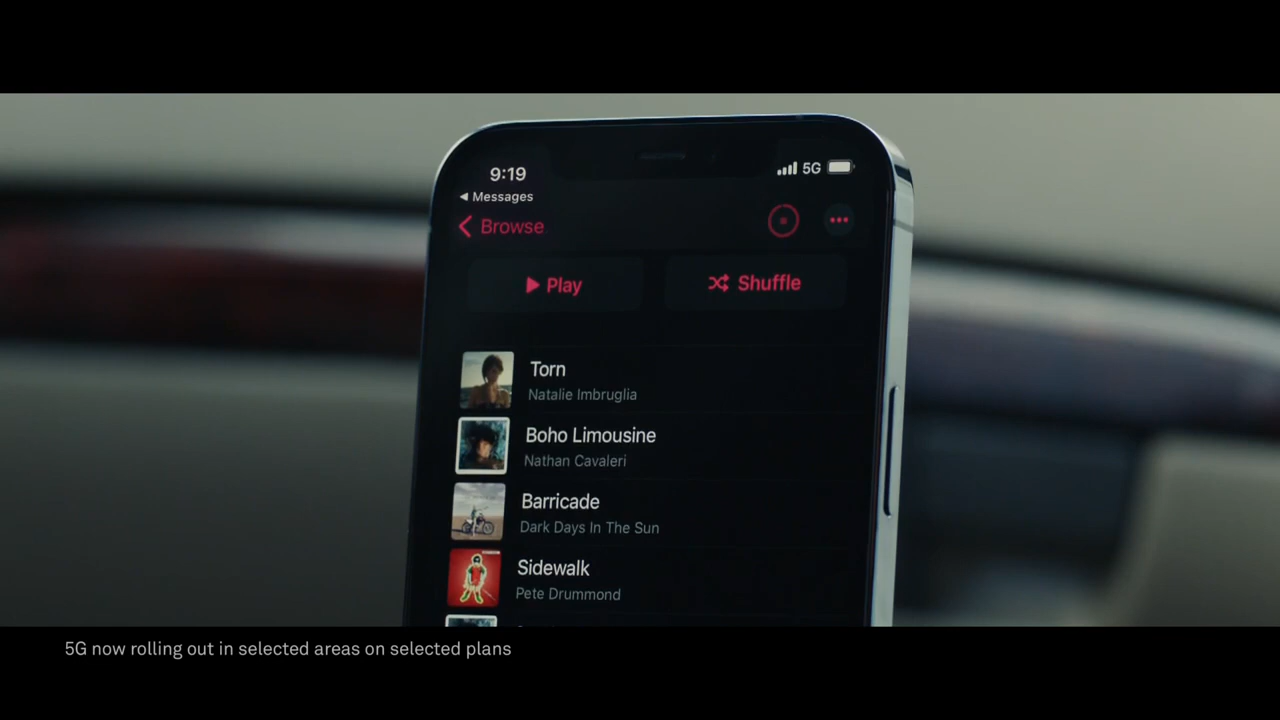 9:19
5G
Messages
Browse
Play
Shuffle
Torn
Natalie Imbruglia
Boho Limousine
Nathan Cavaleri
Barricade
Dark Days In The Sun
Sidewalk
Pete Drummond
5G now rolling out in selected areas on selected plans